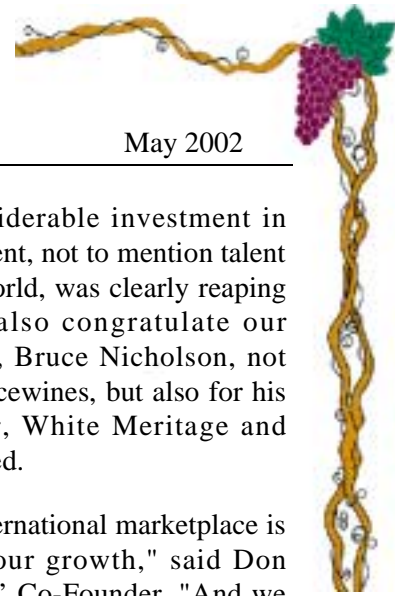 May 2002
siderable investment in
ent, not to mention talent
orld, was clearly reaping
also congratulate our
, Bruce Nicholson, not
cewines, but also for his
, White Meritage and
ed.
ernational marketplace is
our growth," said Don
" Co-Founder. "And we